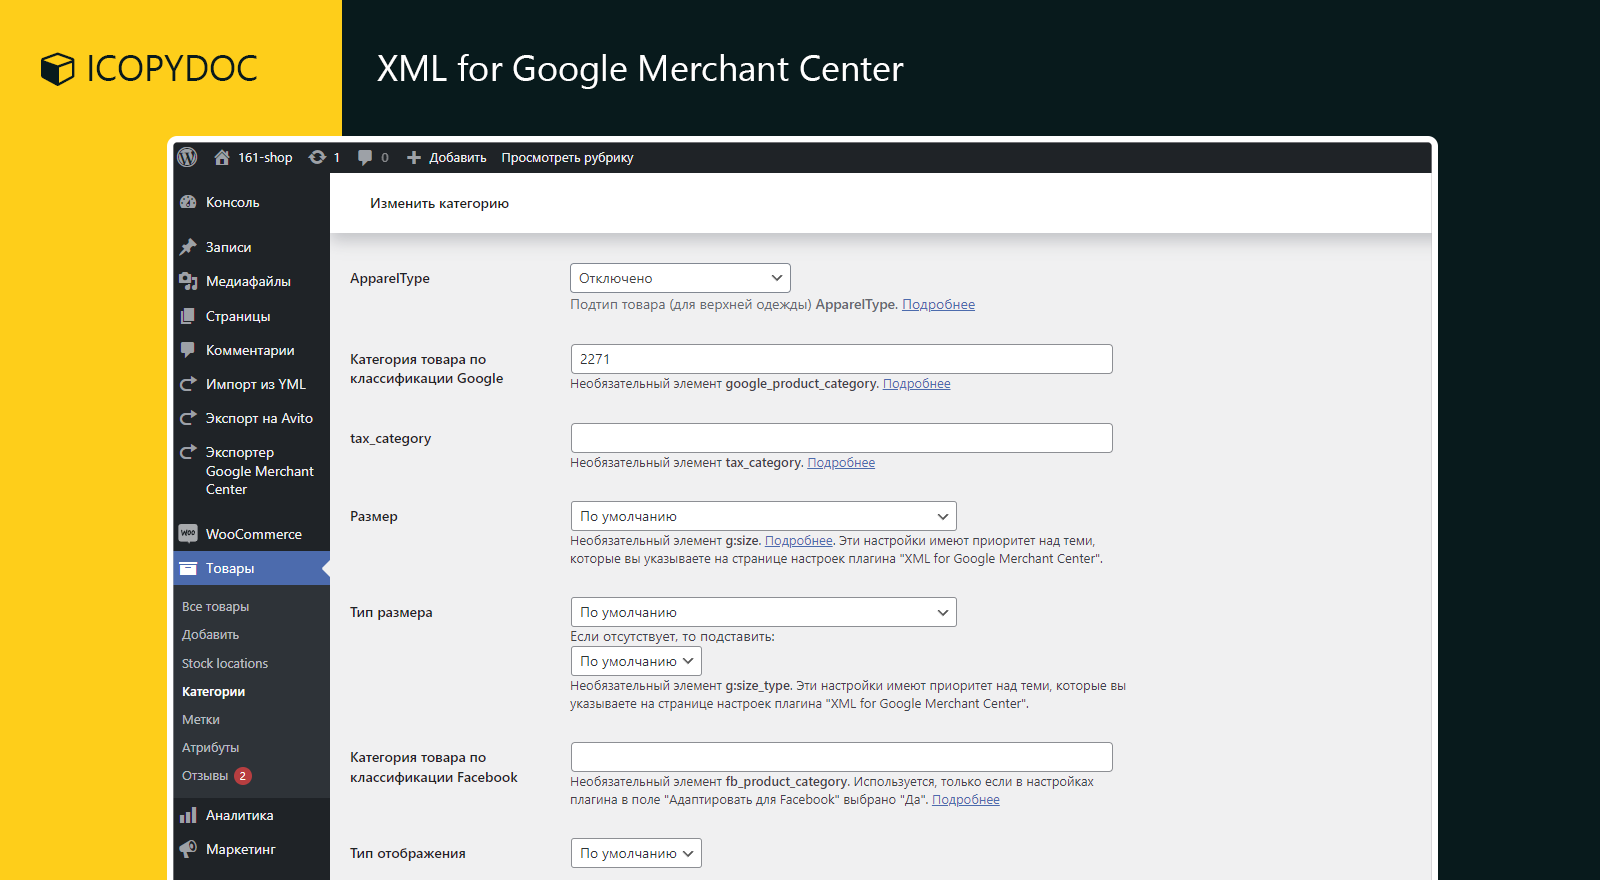 ICOPYDOC
XML for Google Merchant Center
161-shop
1
0
Добавить
Просмотреть рубрику
Консоль
Записи
Медиафайлы
Страницы
Комментарии
Импорт из YML
Экспорт на Avito
Экспортер
Google Merchant
Center
WooCommerce
Товары
Все товары
Добавить
Stock locations
Категории
Метки
Атрибуты
Отзывы 2
Аналитика
Маркетинг
Изменить категорию
ApparelType
Отключено
Подтип товара (для верхней одежды) ApparelType. Подробнее
Категория товара по
классификации Google
2271
Необязательный элемент google_product_category. Подробнее
tax_category
Необязательный элемент tax_category. Подробнее
Размер
По умолчанию
Необязательный элемент g:size. Подробнее. Эти настройки имеют приоритет над теми,
которые вы указываете на странице настроек плагина "XML for Google Merchant Center".
Тип размера
По умолчанию
Если отсутствует, то подставить:
По умолчанию
Необязательный элемент g:size_type. Эти настройки имеют приоритет над теми, которые вы
указываете на странице настроек плагина "XML for Google Merchant Center".
Категория товара по
классификации Facebook
Необязательный элемент fb_product_category. Используется, только если в настройках
плагина в поле "Адаптировать для Facebook" выбрано "Да". Подробнее
Тип отображения
По умолчанию